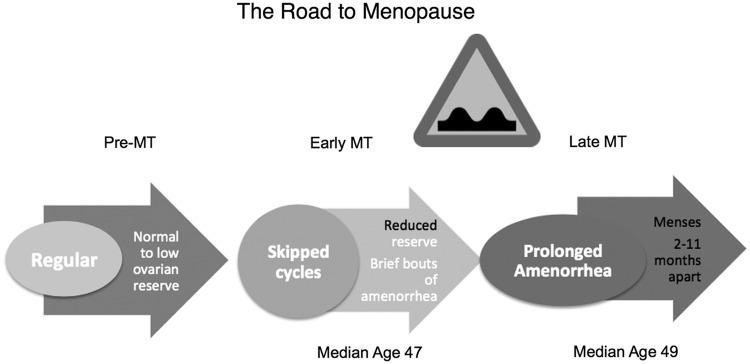 The Road to Menopause
Pre-MT
Early MT
Late MT
Regular
Normal
to low
ovarian
reserve
Skipped
cycles
Reduced
reserve
Brief bouts
of
amenorrhea
Prolonged
Amenorrhea
Menses
2-11
months
apart
Median Age 47
Median Age 49